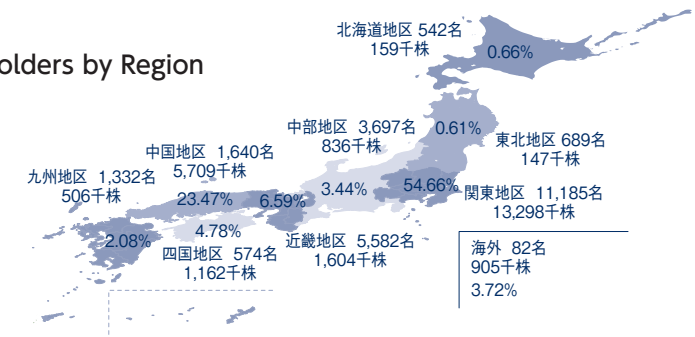 olders by Region
北海道地区 542名
159千株
0.66%
0.61%
東北地区 689名
147千株
中部地区 3,697名
836千株
3.44%
54.66%
関東地区 11,185名
13,298千株
中国地区 1,640名
5,709千株
23.47%
6.59%
近畿地区 5,582名
1,604千株
九州地区 1,332名
506千株
2.08%
4.78%
四国地区 574名
1,162千株
海外 82名
905千株
3.72%